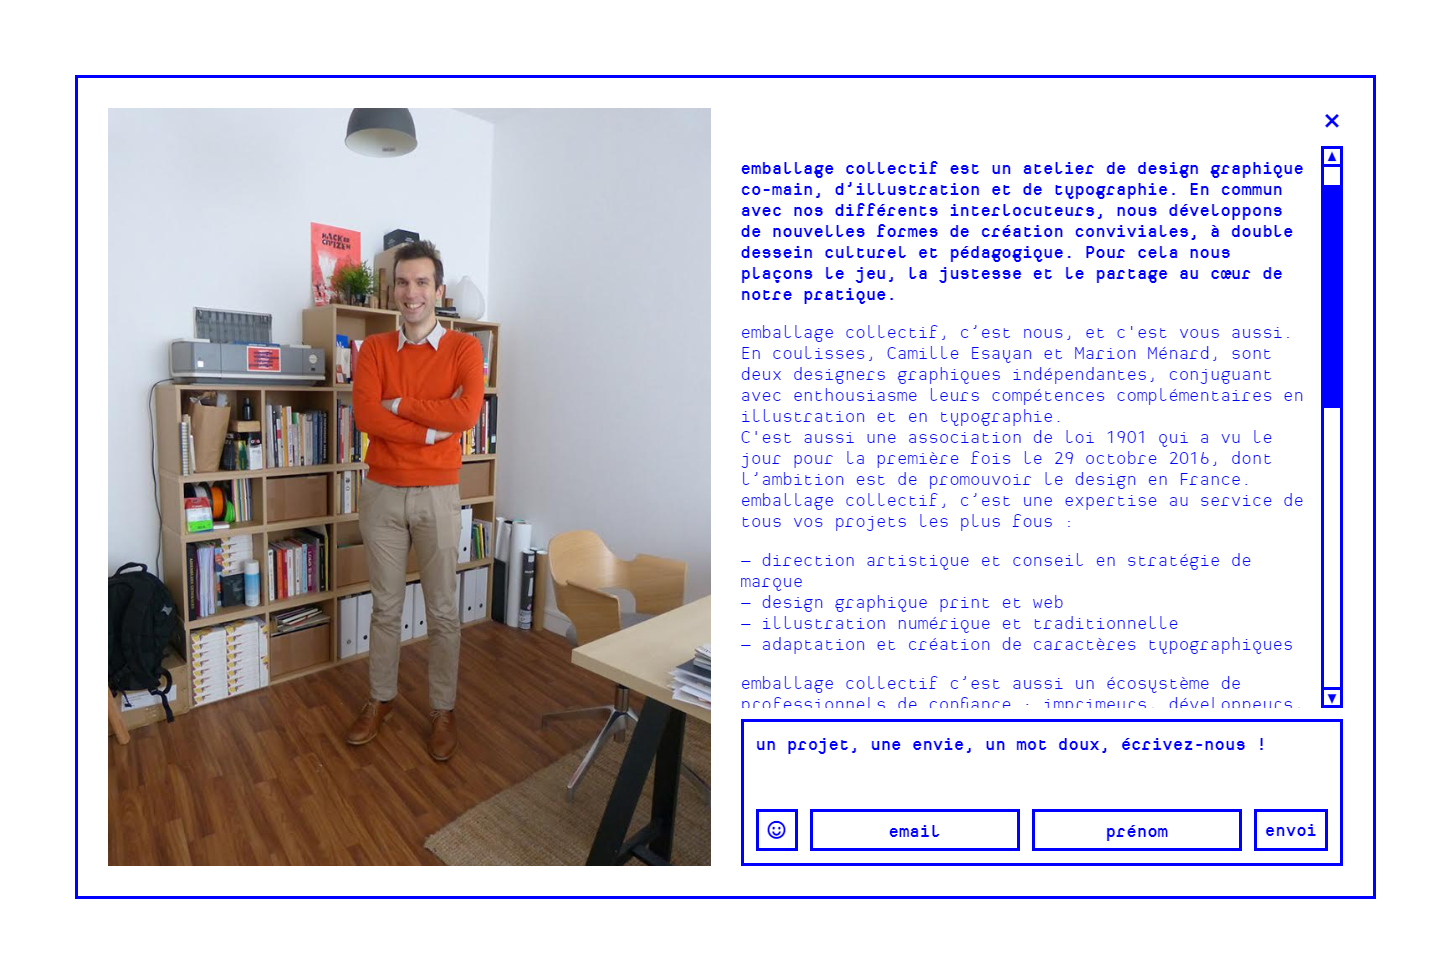 HACK
CITIZE
×
emballage collectif est un atelier de design graphique
co-main, d’illustration et de typographie. En commun
avec nos différents interlocuteurs, nous développons
de nouvelles formes de création conviviales, à double
dessein culturel et pédagogique. Pour cela nous
plaçons le jeu, la justesse et le partage au cœur de
notre pratique.
emballage collectif, c’est nous, et c'est vous aussi.
En coulisses, Camille Esayan et Marion Ménard, sont
deux designers graphiques indépendantes, conjuguant
avec enthousiasme leurs compétences complémentaires en
illustration et en typographie.
C'est aussi une association de loi 1901 qui a vu le
jour pour la première fois le 29 octobre 2016, dont
l’ambition est de promouvoir le design en France.
emballage collectif, c’est une expertise au service de
tous vos projets les plus fous :
– direction artistique et conseil en stratégie de
marque
– design graphique print et web
– illustration numérique et traditionnelle
– adaptation et création de caractères typographiques
emballage collectif c’est aussi un écosystème de
professionnels de confiance : imprimeurs, développeurs,
un projet, une envie, un mot doux, écrivez-nous !
email
prénom
envoi